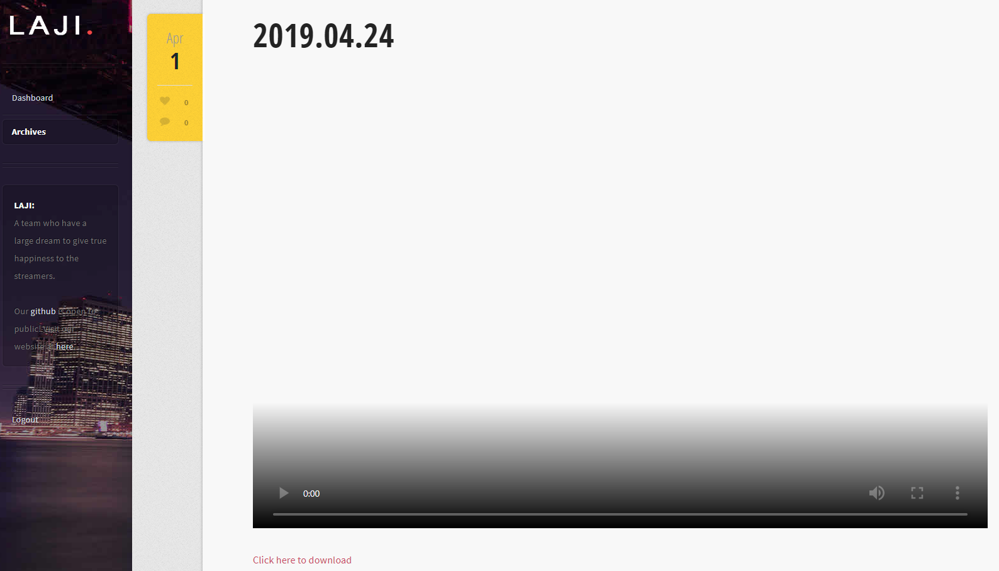 LAJI.
Dashboard
Archives
LAJI:
A team who have a
large dream to give true
happiness to the
streamers.
Our github is open to
public! Visit our
website at here.
Logout
Apr
1
0
0
2019.04.24
0:00
Click here to download